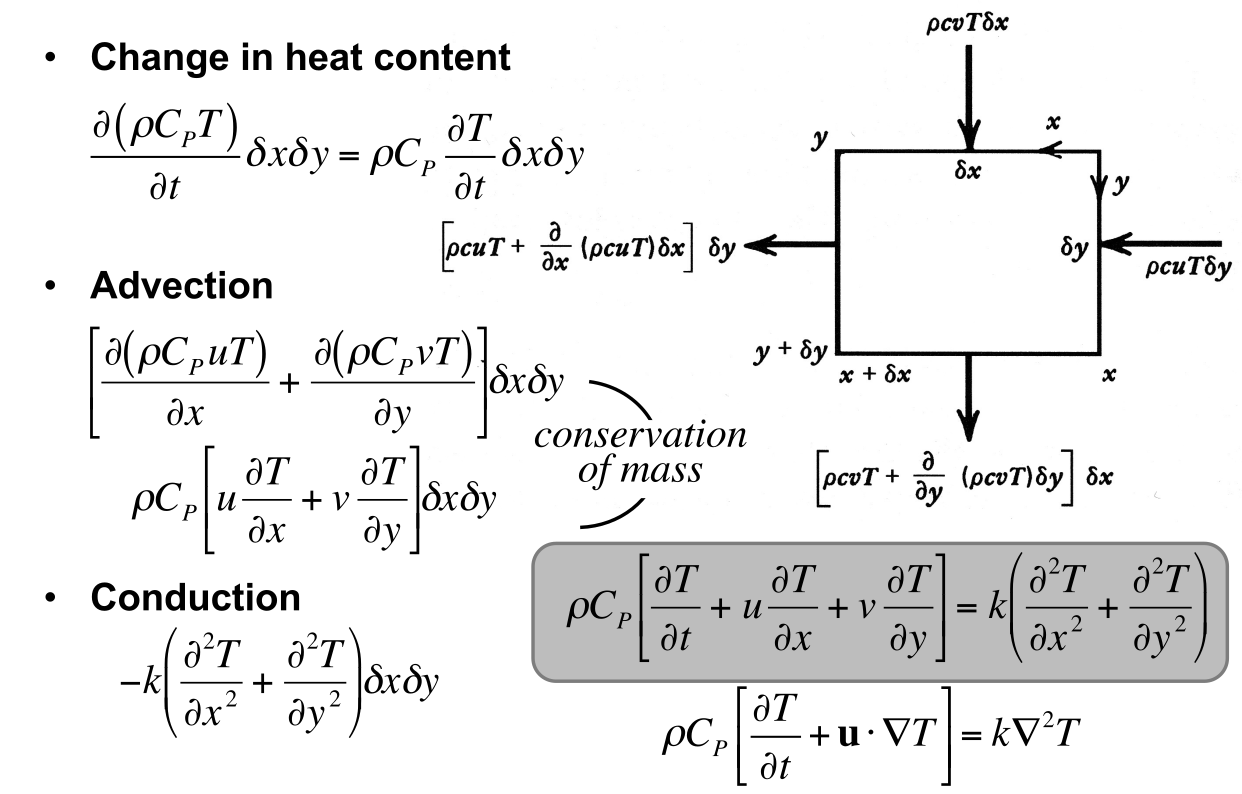 • Change in heat content
∂(ρC_P T)/∂t δxδy = ρC_P ∂T/∂t δxδy
• Advection
[∂(ρC_P uT)/∂x + ∂(ρC_P vT)/∂y] δxδy
conservation
of mass
ρC_P [u ∂T/∂x + v ∂T/∂y] δxδy
• Conduction
−k(∂²T/∂x² + ∂²T/∂y²) δxδy
ρcvTδx
y
x
δx
y
[ρcuT + ∂/∂x (ρcuT)δx] δy
δy
ρcuTδy
y + δy
x + δx
x
[ρcvT + ∂/∂y (ρcvT)δy] δx
ρC_P [∂T/∂t + u ∂T/∂x + v ∂T/∂y] = k(∂²T/∂x² + ∂²T/∂y²)
ρC_P [∂T/∂t + u · ∇T] = k∇²T